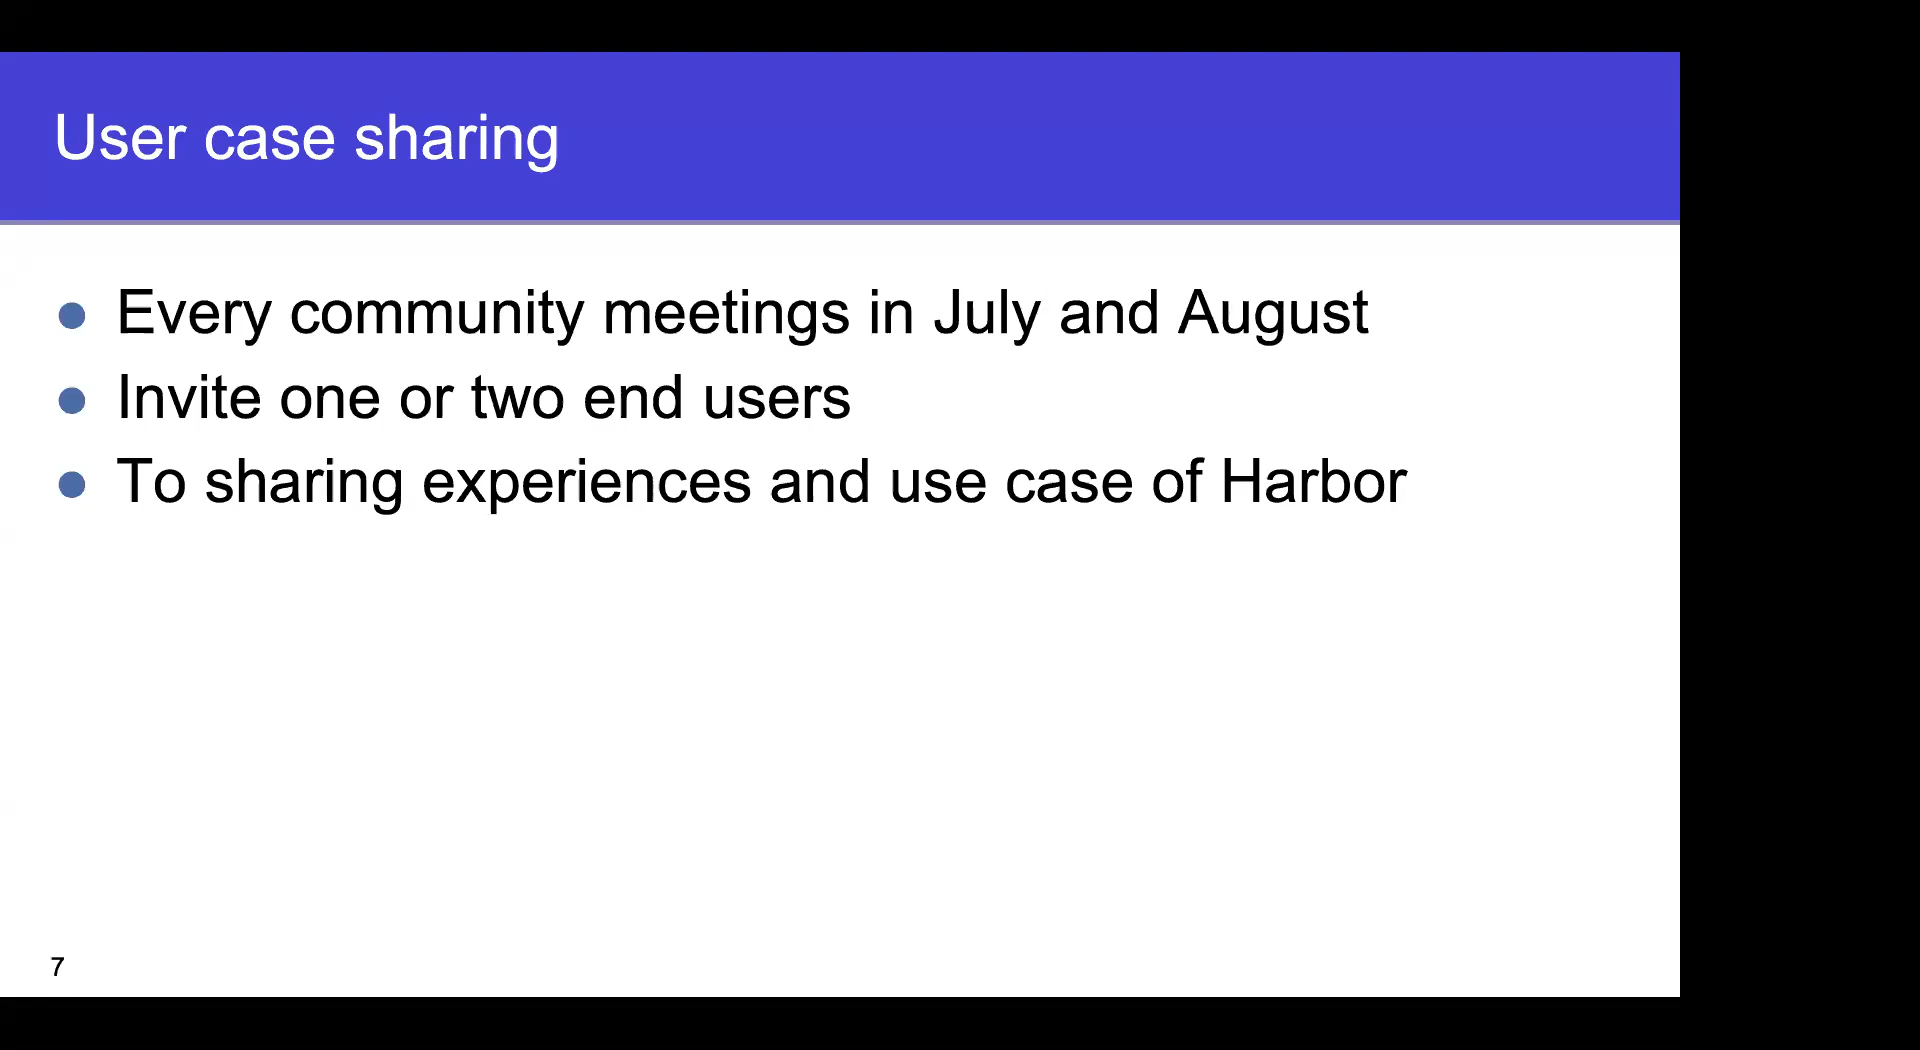 User case sharing
Every community meetings in July and August
Invite one or two end users
To sharing experiences and use case of Harbor
7